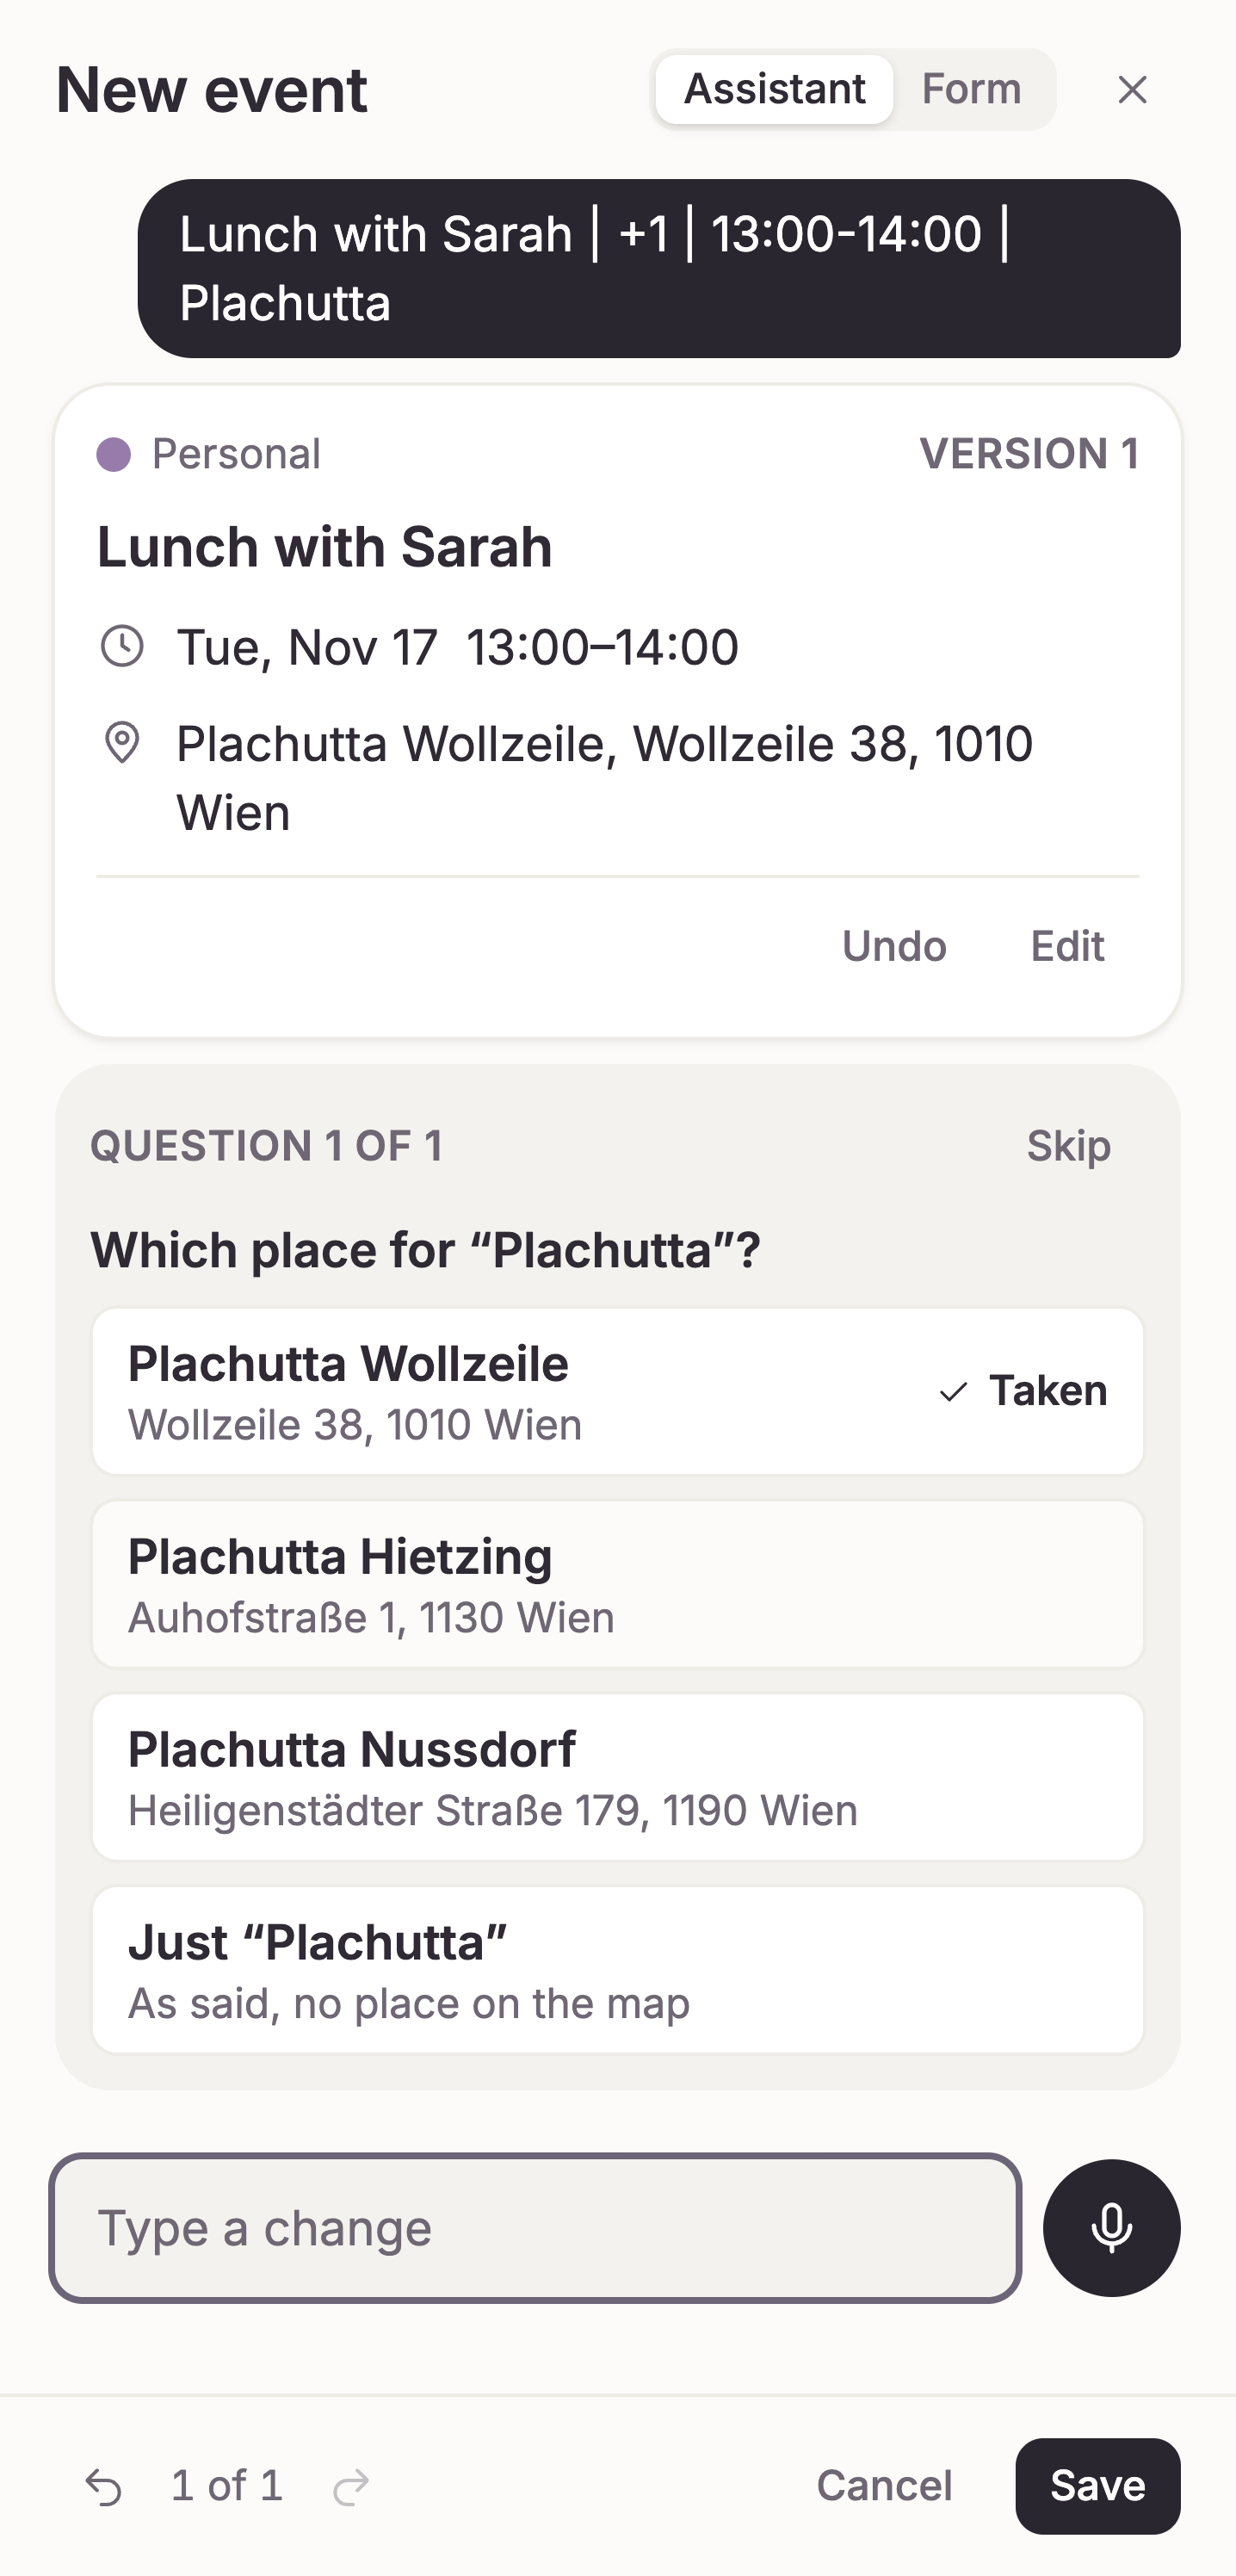 New event
Assistant
Form
Lunch with Sarah | +1 | 13:00-14:00 |
Plachutta
Personal
VERSION 1
Lunch with Sarah
Tue, Nov 17  13:00–14:00
Plachutta Wollzeile, Wollzeile 38, 1010
Wien
Undo
Edit
QUESTION 1 OF 1
Skip
Which place for “Plachutta”?
Plachutta Wollzeile
Wollzeile 38, 1010 Wien
Taken
Plachutta Hietzing
Auhofstraße 1, 1130 Wien
Plachutta Nussdorf
Heiligenstädter Straße 179, 1190 Wien
Just “Plachutta”
As said, no place on the map
Type a change
1 of 1
Cancel
Save